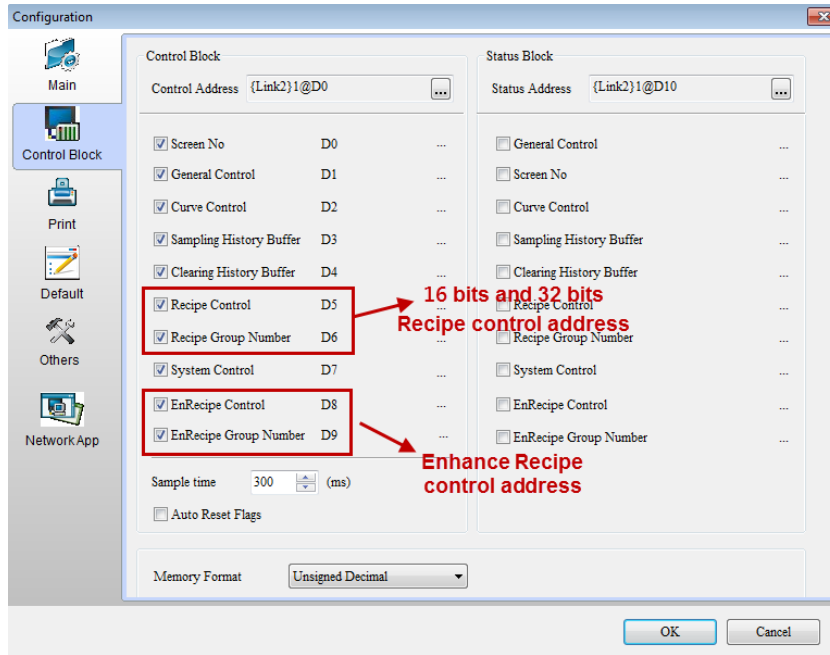 Configuration
Main
Control Block
Print
Default
Others
Network App
Control Block
Control Address {Link2}1@D0 ...
Screen No D0 ...
General Control D1 ...
Curve Control D2 ...
Sampling History Buffer D3 ...
Clearing History Buffer D4 ...
Recipe Control D5 ...
Recipe Group Number D6 ...
System Control D7 ...
EnRecipe Control D8 ...
EnRecipe Group Number D9 ...
Sample time 300 (ms)
Auto Reset Flags
Memory Format Unsigned Decimal
Status Block
Status Address {Link2}1@D10 ...
General Control ...
Screen No ...
Curve Control ...
Sampling History Buffer ...
Clearing History Buffer ...
Recipe Control ...
Recipe Group Number ...
System Control ...
EnRecipe Control ...
EnRecipe Group Number ...
16 bits and 32 bits
Recipe control address
Enhance Recipe
control address
OK
Cancel